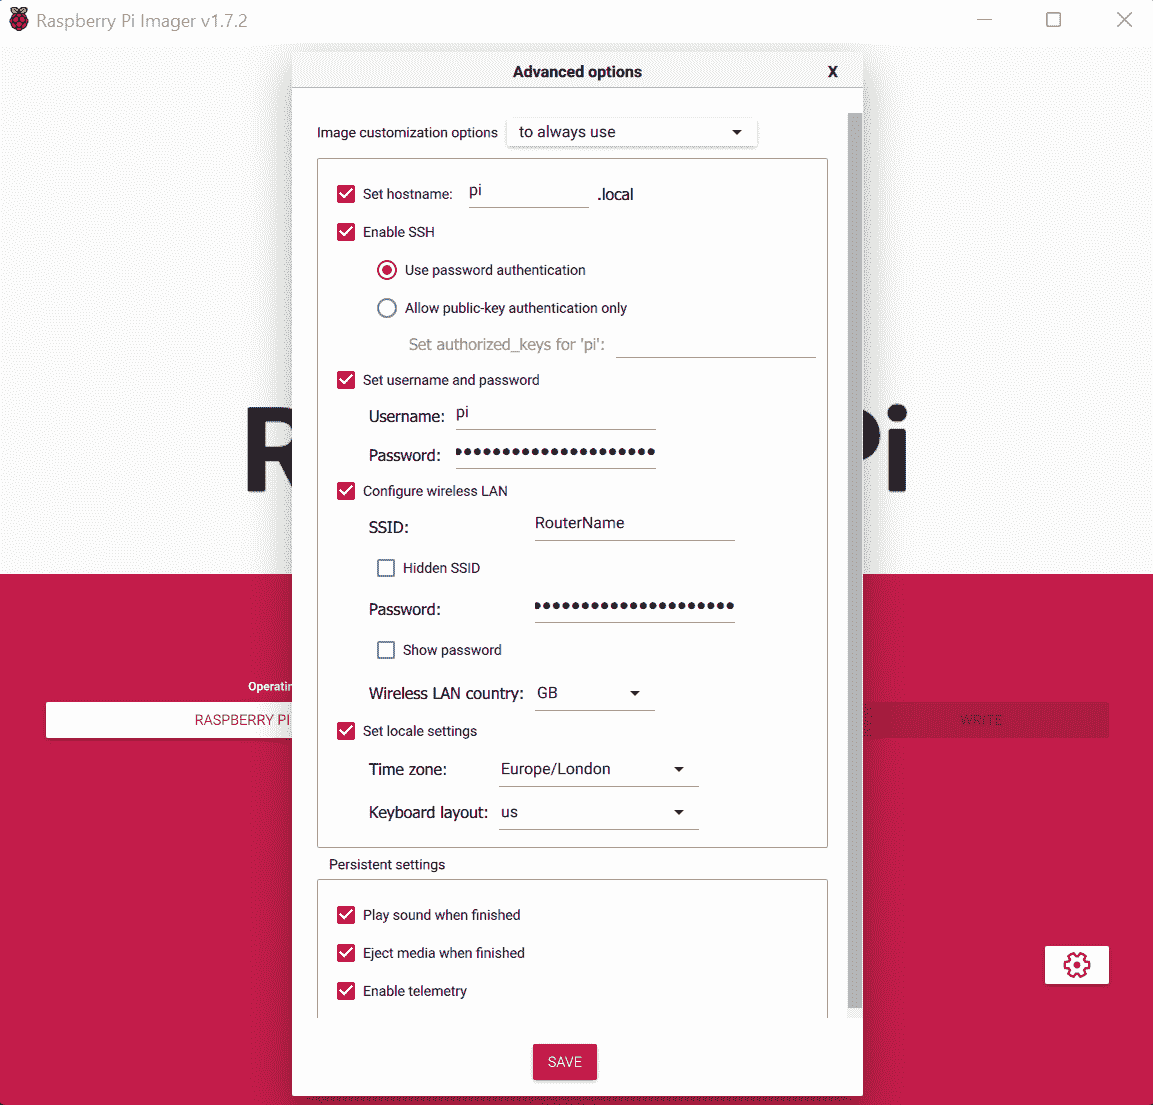 Raspberry Pi Imager v1.7.2
Advanced options X
Image customization options to always use
Set hostname: pi .local
Enable SSH
Use password authentication
Allow public-key authentication only
Set authorized_keys for 'pi':
Set username and password
R Pi
Username: pi
Password: ●●●●●●●●●●●●●●●●●●●●●
Configure wireless LAN
SSID: RouterName
Hidden SSID
Password: ●●●●●●●●●●●●●●●●●●●●●
Show password
Operatin
Wireless LAN country: GB
RASPBERRY PI WRITE
Set locale settings
Time zone: Europe/London
Keyboard layout: us
Persistent settings
Play sound when finished
Eject media when finished
Enable telemetry
SAVE